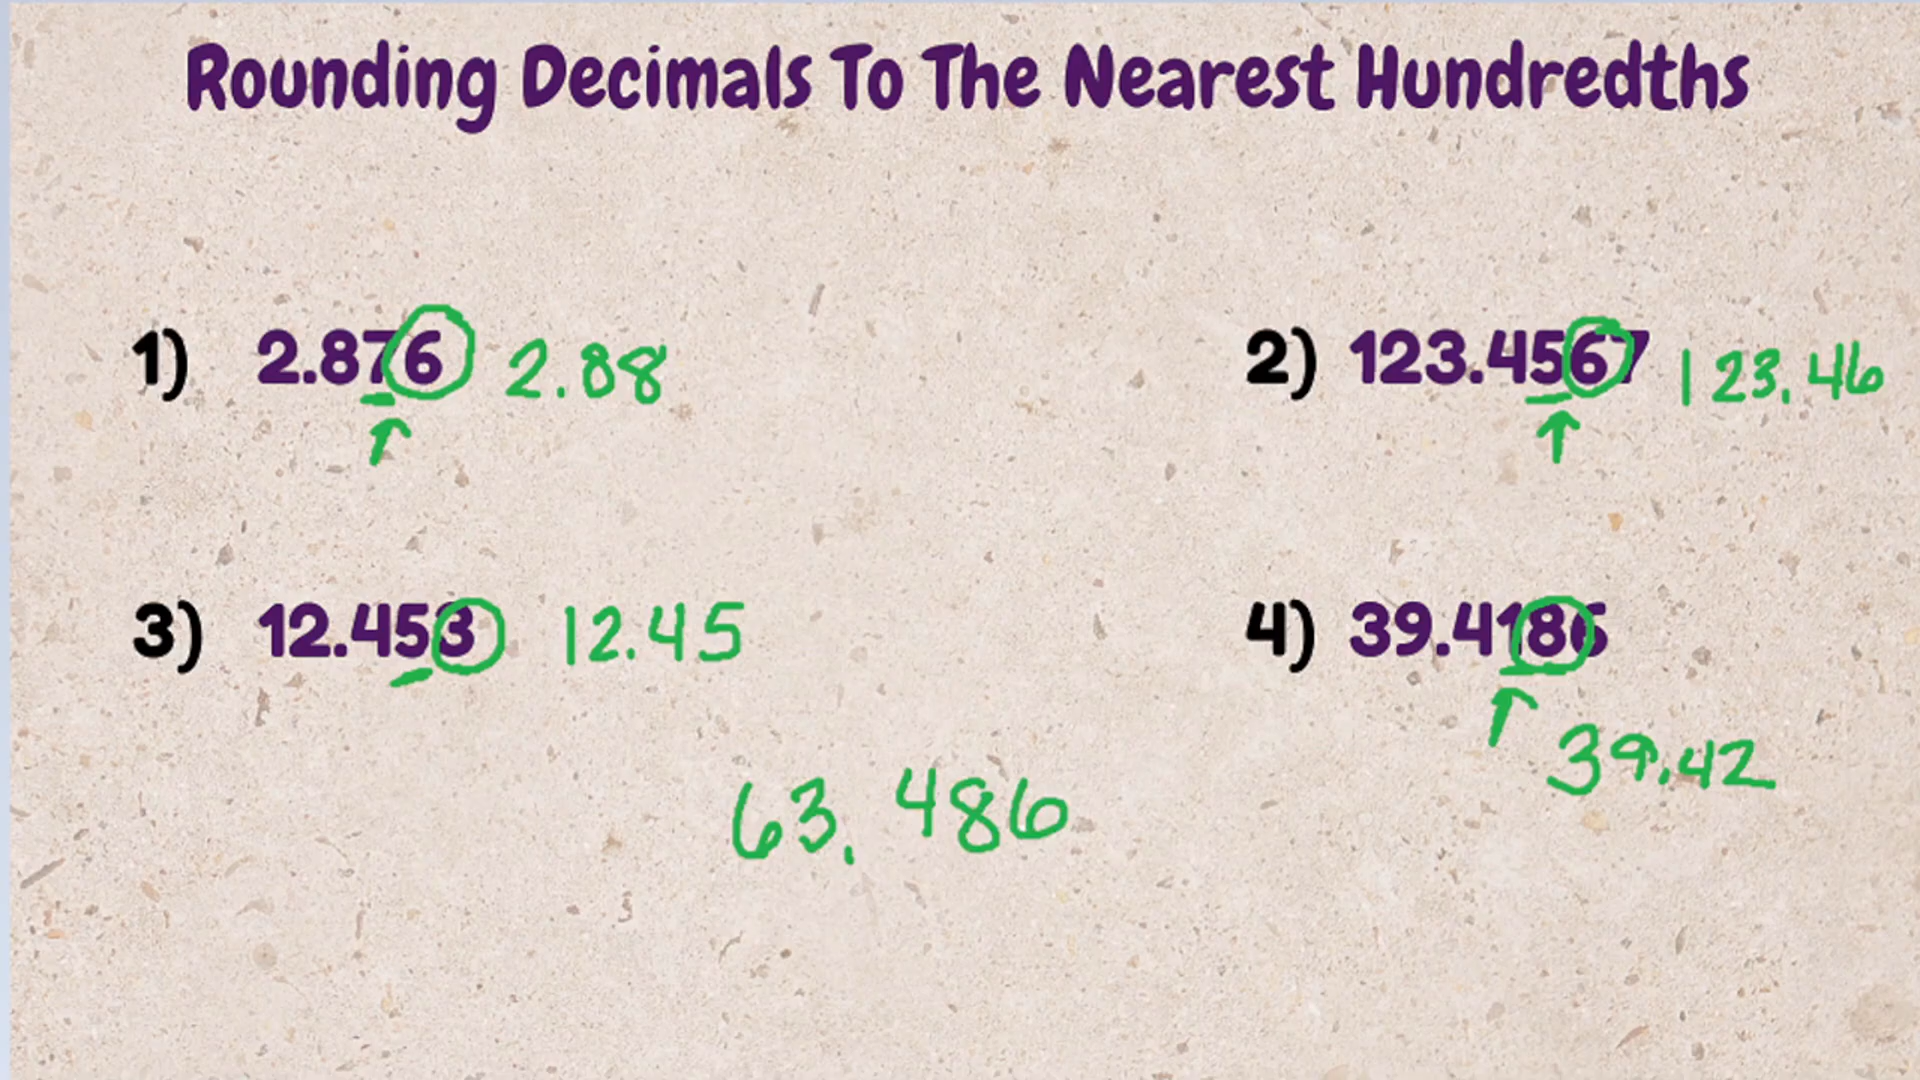 Rounding Decimals To The Nearest Hundredths
1) 2.876 2.88
2) 123.4567 123.46
3) 12.453 12.45
4) 39.4186
39.42
63.486